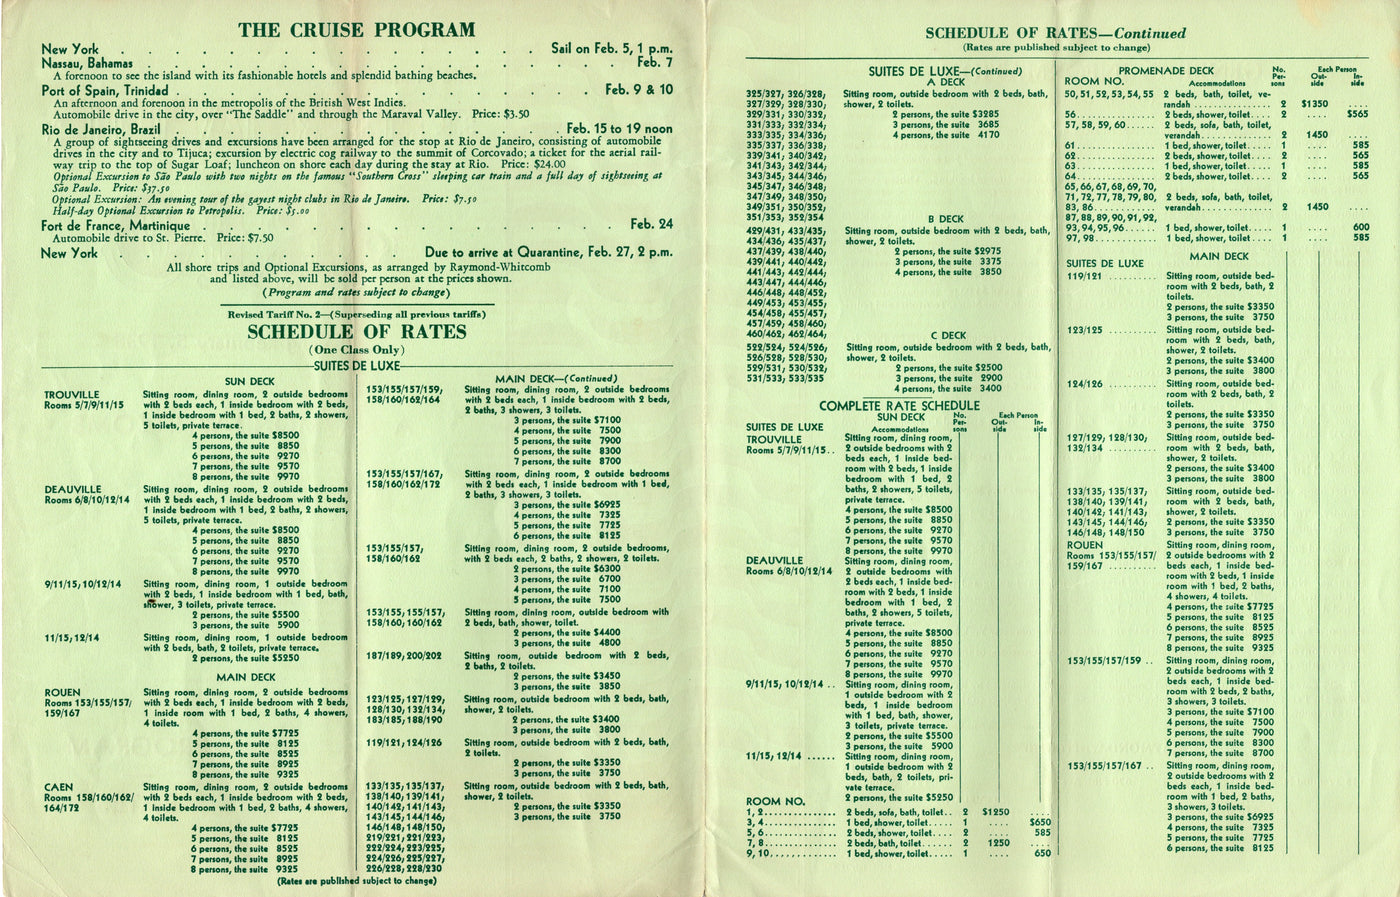 THE CRUISE PROGRAM
New York . . . . . . . . . . . . . . . . . Sail on Feb. 5, 1 p.m.
Nassau, Bahamas . . . . . . . . . . . . . . . . . Feb. 7
A forenoon to see the island with its fashionable hotels and splendid bathing beaches.
Port of Spain, Trinidad . . . . . . . . . . . . . . . Feb. 9 & 10
An afternoon and forenoon in the metropolis of the British West Indies.
Automobile drive in the city, over "The Saddle" and through the Maraval Valley. Price: $3.50
Rio de Janeiro, Brazil . . . . . . . . . . . . . . Feb. 15 to 19 noon
A group of sightseeing drives and excursions have been arranged for the stop at Rio de Janeiro, consisting of automobile
drives in the city and to Tijuca; excursion by electric cog railway to the summit of Corcovado; a ticket for the aerial rail-
way trip to the top of Sugar Loaf; luncheon on shore each day during the stay at Rio. Price: $24.00
Optional Excursion to São Paulo with two nights on the famous "Southern Cross" sleeping car train and a full day of sightseeing at
São Paulo. Price: $37.50
Optional Excursion: An evening tour of the gayest night clubs in Rio de Janeiro. Price: $7.50
Half-day Optional Excursion to Petropolis. Price: $5.00
Fort de France, Martinique . . . . . . . . . . . . . . . Feb. 24
Automobile drive to St. Pierre. Price: $7.50
New York . . . . . . . . . . . Due to arrive at Quarantine, Feb. 27, 2 p.m.
All shore trips and Optional Excursions, as arranged by Raymond-Whitcomb
and listed above, will be sold per person at the prices shown.
(Program and rates subject to change)
Revised Tariff No. 2—(Superseding all previous tariffs)
SCHEDULE OF RATES
(One Class Only)
SUITES DE LUXE
SUN DECK
TROUVILLE Sitting room, dining room, 2 outside bedrooms
Rooms 5/7/9/11/15 with 2 beds each, 1 inside bedroom with 2 beds,
1 inside bedroom with 1 bed, 2 baths, 2 showers,
5 toilets, private terrace.
4 persons, the suite $8500
5 persons, the suite 8850
6 persons, the suite 9270
7 persons, the suite 9570
8 persons, the suite 9970
DEAUVILLE Sitting room, dining room, 2 outside bedrooms
Rooms 6/8/10/12/14 with 2 beds each, 1 inside bedroom with 2 beds,
1 inside bedroom with 1 bed, 2 baths, 2 showers,
5 toilets, private terrace.
4 persons, the suite $8500
5 persons, the suite 8850
6 persons, the suite 9270
7 persons, the suite 9570
8 persons, the suite 9970
9/11/15, 10/12/14 Sitting room, dining room, 1 outside bedroom
with 2 beds, 1 inside bedroom with 1 bed, bath,
shower, 3 toilets, private terrace.
2 persons, the suite $5500
3 persons, the suite 5900
11/15, 12/14 Sitting room, dining room, 1 outside bedroom
with 2 beds, bath, 2 toilets, private terrace.
2 persons, the suite $5250
MAIN DECK
ROUEN Sitting room, dining room, 2 outside bedrooms
Rooms 153/155/157/ with 2 beds each, 1 inside bedroom with 2 beds,
159/167 1 inside room with 1 bed, 2 baths, 4 showers,
4 toilets.
4 persons, the suite $7725
5 persons, the suite 8125
6 persons, the suite 8525
7 persons, the suite 8925
8 persons, the suite 9325
CAEN Sitting room, dining room, 2 outside bedrooms
Rooms 158/160/162/ with 2 beds each, 1 inside bedroom with 2 beds,
164/172 1 inside bedroom with 1 bed, 2 baths, 4 showers,
4 toilets.
4 persons, the suite $7725
5 persons, the suite 8125
6 persons, the suite 8525
7 persons, the suite 8925
8 persons, the suite 9325
MAIN DECK—(Continued)
153/155/157/159, Sitting room, dining room, 2 outside bedrooms
158/160/162/164 with 2 beds each, 1 inside bedroom with 2 beds,
2 baths, 3 showers, 3 toilets.
3 persons, the suite $7100
4 persons, the suite 7500
5 persons, the suite 7900
6 persons, the suite 8300
7 persons, the suite 8700
153/155/157/167, Sitting room, dining room, 2 outside bedrooms
158/160/162/172 with 2 beds each, 1 inside bedroom with 1 bed,
2 baths, 3 showers, 3 toilets.
3 persons, the suite $6925
4 persons, the suite 7325
5 persons, the suite 7725
6 persons, the suite 8125
153/155/157, Sitting room, dining room, 2 outside bedrooms,
158/160/162 with 2 beds each, 2 baths, 2 showers, 2 toilets.
2 persons, the suite $6300
3 persons, the suite 6700
4 persons, the suite 7100
5 persons, the suite 7500
153/155, 155/157, Sitting room, dining room, outside bedroom with
158/160, 160/162 2 beds, bath, shower, toilet.
2 persons, the suite $4400
3 persons, the suite 4800
187/189, 200/202 Sitting room, outside bedroom with 2 beds,
2 baths, 2 toilets.
2 persons, the suite $3450
3 persons, the suite 3850
123/125, 127/129, Sitting room, outside bedroom with 2 beds, bath,
128/130, 132/134, shower, 2 toilets.
183/185, 188/190 2 persons, the suite $3400
3 persons, the suite 3800
119/121, 124/126 Sitting room, outside bedroom with 2 beds, bath,
2 toilets.
2 persons, the suite $3350
3 persons, the suite 3750
133/135, 135/137, Sitting room, outside bedroom with 2 beds, bath,
138/140, 139/141, shower, 2 toilets.
140/142, 141/143, 2 persons, the suite $3350
143/145, 144/146, 3 persons, the suite 3750
146/148, 148/150,
219/221, 221/223,
222/224, 223/225,
224/226, 225/227,
226/228, 228/230
(Rates are published subject to change)
SCHEDULE OF RATES—Continued
(Rates are published subject to change)
SUITES DE LUXE—(Continued)
A DECK
325/327, 326/328, Sitting room, outside bedroom with 2 beds, bath,
327/329, 328/330, shower, 2 toilets.
329/331, 330/332, 2 persons, the suite $3285
331/333, 332/334, 3 persons, the suite 3685
333/335, 334/336, 4 persons, the suite 4170
335/337, 336/338,
339/341, 340/342,
341/343, 342/344,
343/345, 344/346,
345/347, 346/348,
347/349, 348/350,
349/351, 350/352,
351/353, 352/354
B DECK
429/431, 433/435, Sitting room, outside bedroom with 2 beds, bath,
434/436, 435/437, shower, 2 toilets.
437/439, 438/440, 2 persons, the suite $2975
439/441, 440/442, 3 persons, the suite 3375
441/443, 442/444, 4 persons, the suite 3850
443/447, 444/446,
446/448, 448/452,
449/453, 453/455,
454/458, 455/457,
457/459, 458/460,
460/462, 462/464,
C DECK
522/524, 524/526, Sitting room, outside bedroom with 2 beds, bath,
526/528, 528/530, shower, 2 toilets.
529/531, 530/532, 2 persons, the suite $2500
531/533, 533/535 3 persons, the suite 2900
4 persons, the suite 3400
COMPLETE RATE SCHEDULE
SUN DECK
SUITES DE LUXE Accommodations No. Persons Each Person Outside Inside
TROUVILLE Sitting room, dining room,
Rooms 5/7/9/11/15.. 2 outside bedrooms with 2
beds each, 1 inside bed-
room with 2 beds, 1 inside
bedroom with 1 bed, 2
baths, 2 showers, 5 toilets,
private terrace.
4 persons, the suite $8500
5 persons, the suite 8850
6 persons, the suite 9270
7 persons, the suite 9570
8 persons, the suite 9970
DEAUVILLE Sitting room, dining room,
Rooms 6/8/10/12/14 2 outside bedrooms with
2 beds each, 1 inside bed-
room with 2 beds, 1 inside
bedroom with 1 bed, 2
baths, 2 showers, 5 toilets,
private terrace.
4 persons, the suite $8500
5 persons, the suite 8850
6 persons, the suite 9270
7 persons, the suite 9570
8 persons, the suite 9970
9/11/15, 10/12/14 .. Sitting room, dining room,
1 outside bedroom with 2
beds, 1 inside bedroom
with 1 bed, bath, shower,
3 toilets, private terrace.
2 persons, the suite $5500
3 persons, the suite 5900
11/15, 12/14 ...... Sitting room, dining room,
1 outside bedroom with 2
beds, bath, 2 toilets, pri-
vate terrace.
2 persons, the suite $5250
ROOM NO.
1, 2 .............. 2 beds, sofa, bath, toilet.. 2 $1250 ....
3, 4 .............. 1 bed, shower, toilet..... 1 .... $650
5, 6 .............. 2 beds, shower, toilet.... 2 .... 585
7, 8 .............. 2 beds, bath, toilet...... 2 1250 ....
9, 10 ............. 1 bed, shower, toilet..... 1 .... 650
PROMENADE DECK
ROOM NO. Accommodations No. Persons Each Person Outside Inside
50, 51, 52, 53, 54, 55 2 beds, bath, toilet, ve-
randah .............. 2 $1350 ....
56 ................ 2 beds, shower, toilet.... 2 .... $565
57, 58, 59, 60 ...... 2 beds, sofa, bath, toilet,
verandah ............ 2 1450 ....
61 ................ 1 bed, shower, toilet..... 1 .... 585
62 ................ 2 beds, shower, toilet.... 2 .... 565
63 ................ 1 bed, shower, toilet..... 1 .... 585
64 ................ 2 beds, shower, toilet.... 2 .... 565
65, 66, 67, 68, 69, 70,
71, 72, 77, 78, 79, 80, 2 beds, sofa, bath, toilet,
83, 86 ............. verandah ............ 2 1450 ....
87, 88, 89, 90, 91, 92,
93, 94, 95, 96 ...... 1 bed, shower, toilet..... 1 .... 600
97, 98 ............. 1 bed, shower, toilet..... 1 .... 585
MAIN DECK
SUITES DE LUXE
119/121 .......... Sitting room, outside bed-
room with 2 beds, bath, 2
toilets.
2 persons, the suite $3350
3 persons, the suite 3750
123/125 .......... Sitting room, outside bed-
room with 2 beds, bath,
shower, 2 toilets.
2 persons, the suite $3400
3 persons, the suite 3800
124/126 .......... Sitting room, outside bed-
room with 2 beds, bath, 2
toilets.
2 persons, the suite $3350
3 persons, the suite 3750
127/129, 128/130, Sitting room, outside bed-
132/134 .......... room with 2 beds, bath,
shower, 2 toilets.
2 persons, the suite $3400
3 persons, the suite 3800
133/135, 135/137, Sitting room, outside bed-
138/140, 139/141, room with 2 beds, bath,
140/142, 141/143, shower, 2 toilets.
143/145, 144/146, 2 persons, the suite $3350
146/148, 148/150 3 persons, the suite 3750
ROUEN Sitting room, dining room,
Rooms 153/155/157/ 2 outside bedrooms with 2
159/167 .......... beds each, 1 inside bed-
room with 2 beds, 1 inside
room with 1 bed, 2 baths,
4 showers, 4 toilets.
4 persons, the suite $7725
5 persons, the suite 8125
6 persons, the suite 8525
7 persons, the suite 8925
8 persons, the suite 9325
153/155/157/159 .. Sitting room, dining room,
2 outside bedrooms with 2
beds each, 1 inside bed-
room with 2 beds, 2 baths,
3 showers, 3 toilets.
3 persons, the suite $7100
4 persons, the suite 7500
5 persons, the suite 7900
6 persons, the suite 8300
7 persons, the suite 8700
153/155/157/167 .. Sitting room, dining room,
2 outside bedrooms with 2
beds each, 1 inside bed-
room with 1 bed, 2 baths,
3 showers, 3 toilets.
3 persons, the suite $6925
4 persons, the suite 7325
5 persons, the suite 7725
6 persons, the suite 8125